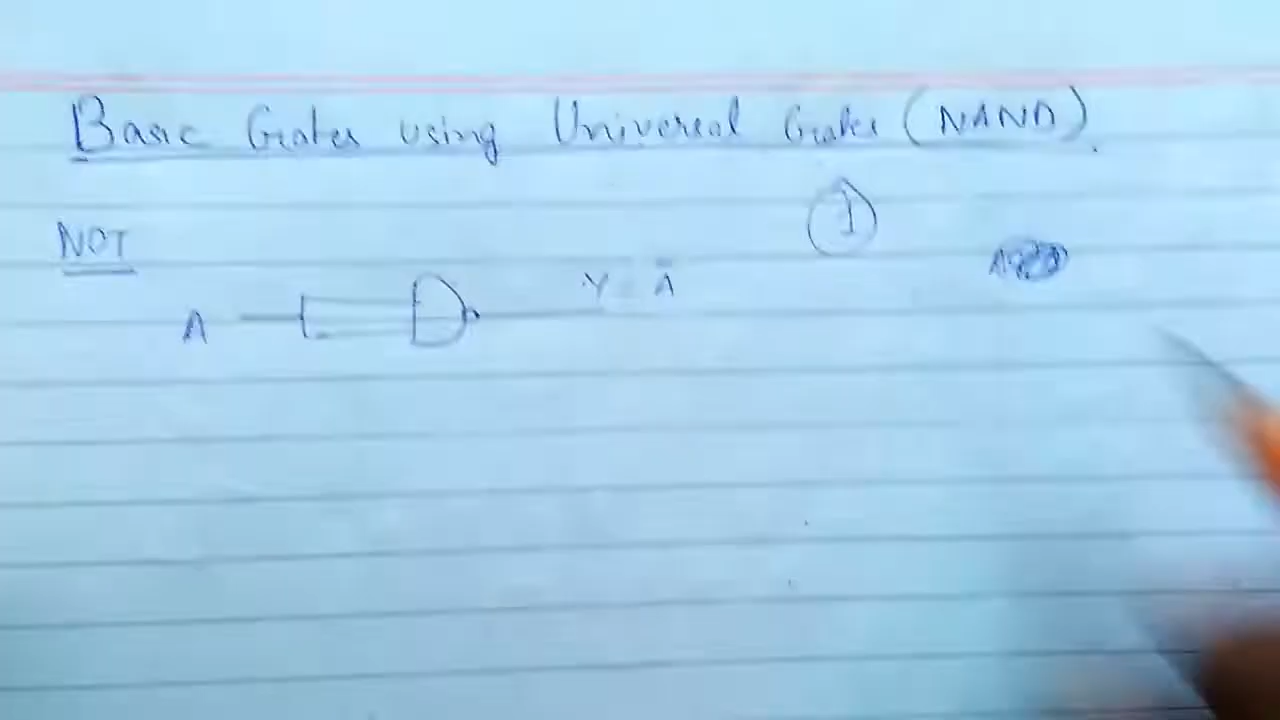 Basic Gates using Universal Gates (NAND).
NOT
1
A
Y = Ā